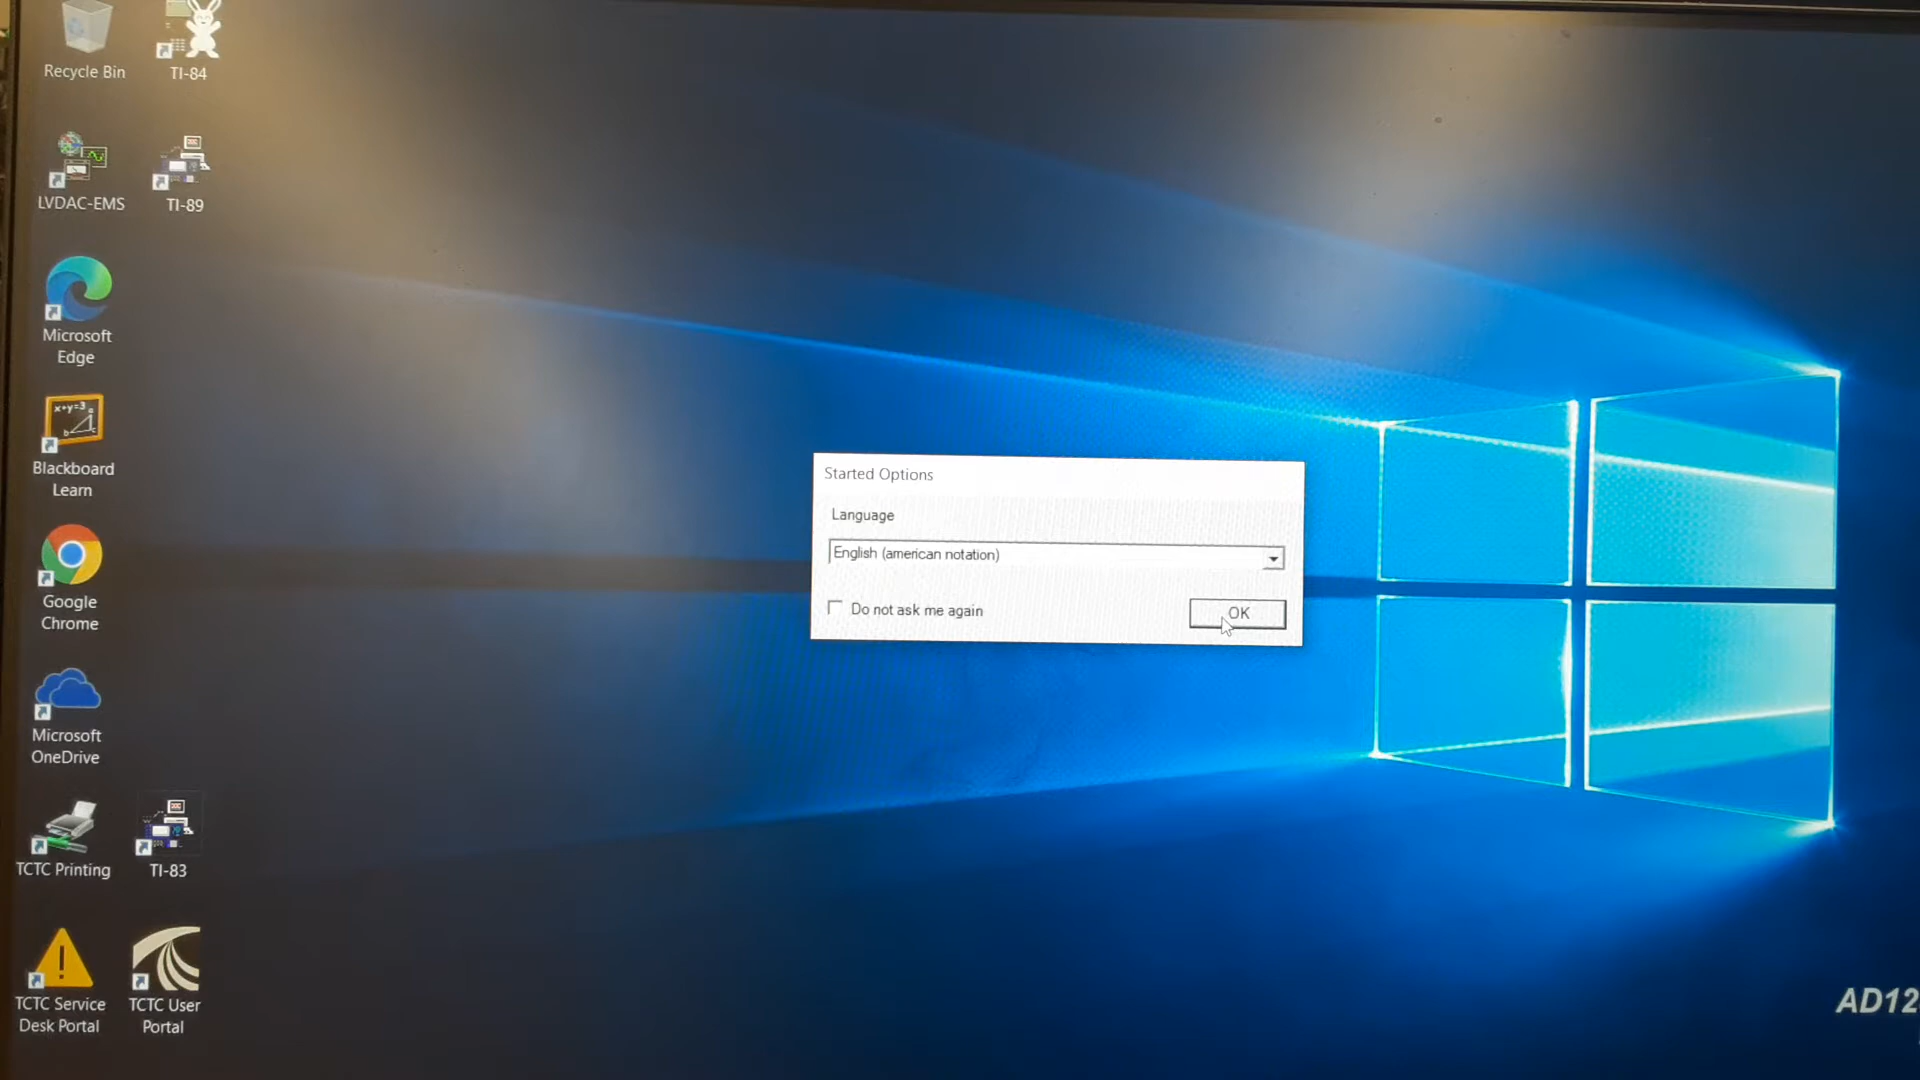 Recycle Bin
TI-84
LVDAC-EMS
TI-89
Microsoft
Edge
x+y=3
Blackboard
Learn
Google
Chrome
Microsoft
OneDrive
TCTC Printing
TI-83
TCTC Service
Desk Portal
TCTC User
Portal
Started Options
Language
English (american notation)
Do not ask me again
OK
AD12